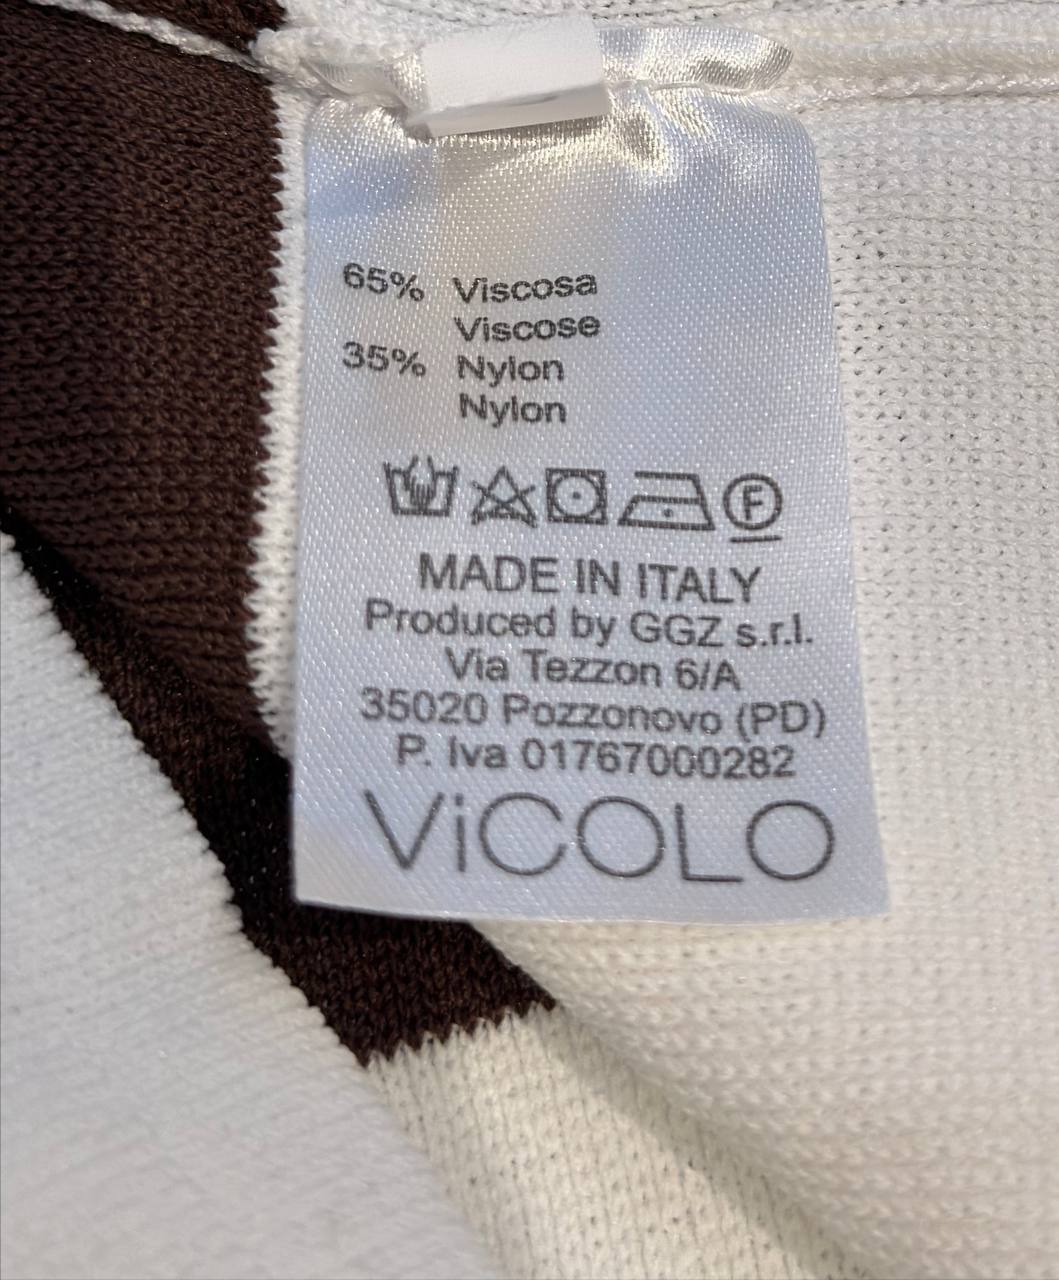 65% Viscosa
Viscose
35% Nylon
Nylon
F
MADE IN ITALY
Produced by GGZ s.r.l.
Via Tezzon 6/A
35020 Pozzonovo (PD)
P. Iva 01767000282
ViCOLO